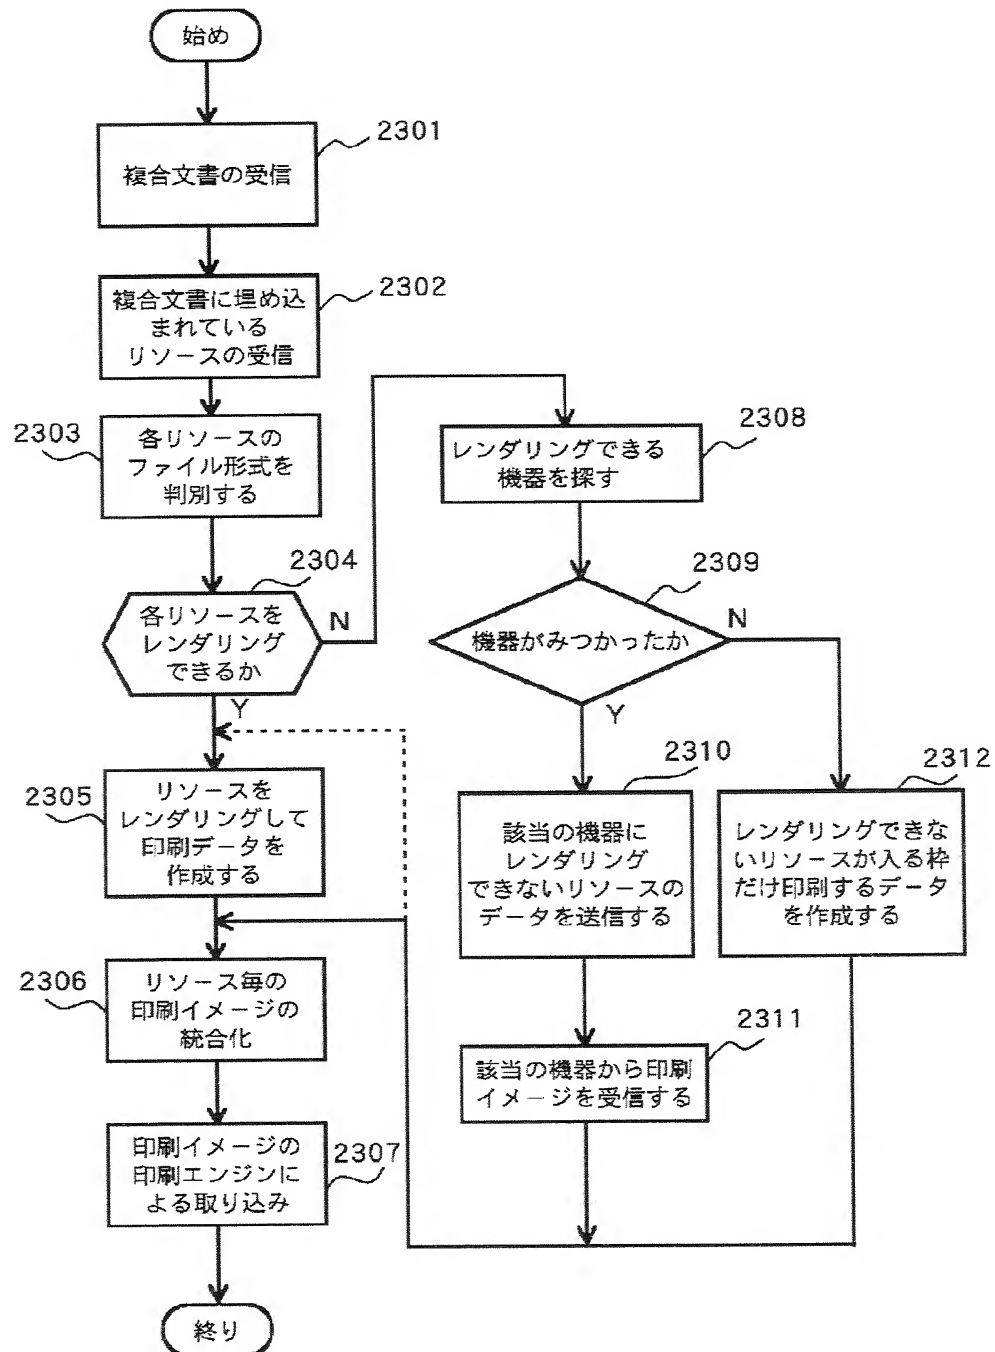 始め
2301
複合文書の受信
2302
複合文書に埋め込
まれている
リソースの受信
2303
各リソースの
ファイル形式を
判別する
2304
各リソースを
レンダリング
できるか
N
Y
2305
リソースを
レンダリングして
印刷データを
作成する
2306
リソース毎の
印刷イメージの
統合化
2307
印刷イメージの
印刷エンジンに
よる取り込み
終り
2308
レンダリングできる
機器を探す
2309
機器がみつかったか
N
Y
2310
該当の機器に
レンダリング
できないリソースの
データを送信する
2311
該当の機器から印刷
イメージを受信する
2312
レンダリングできな
いリソースが入る枠
だけ印刷するデータ
を作成する